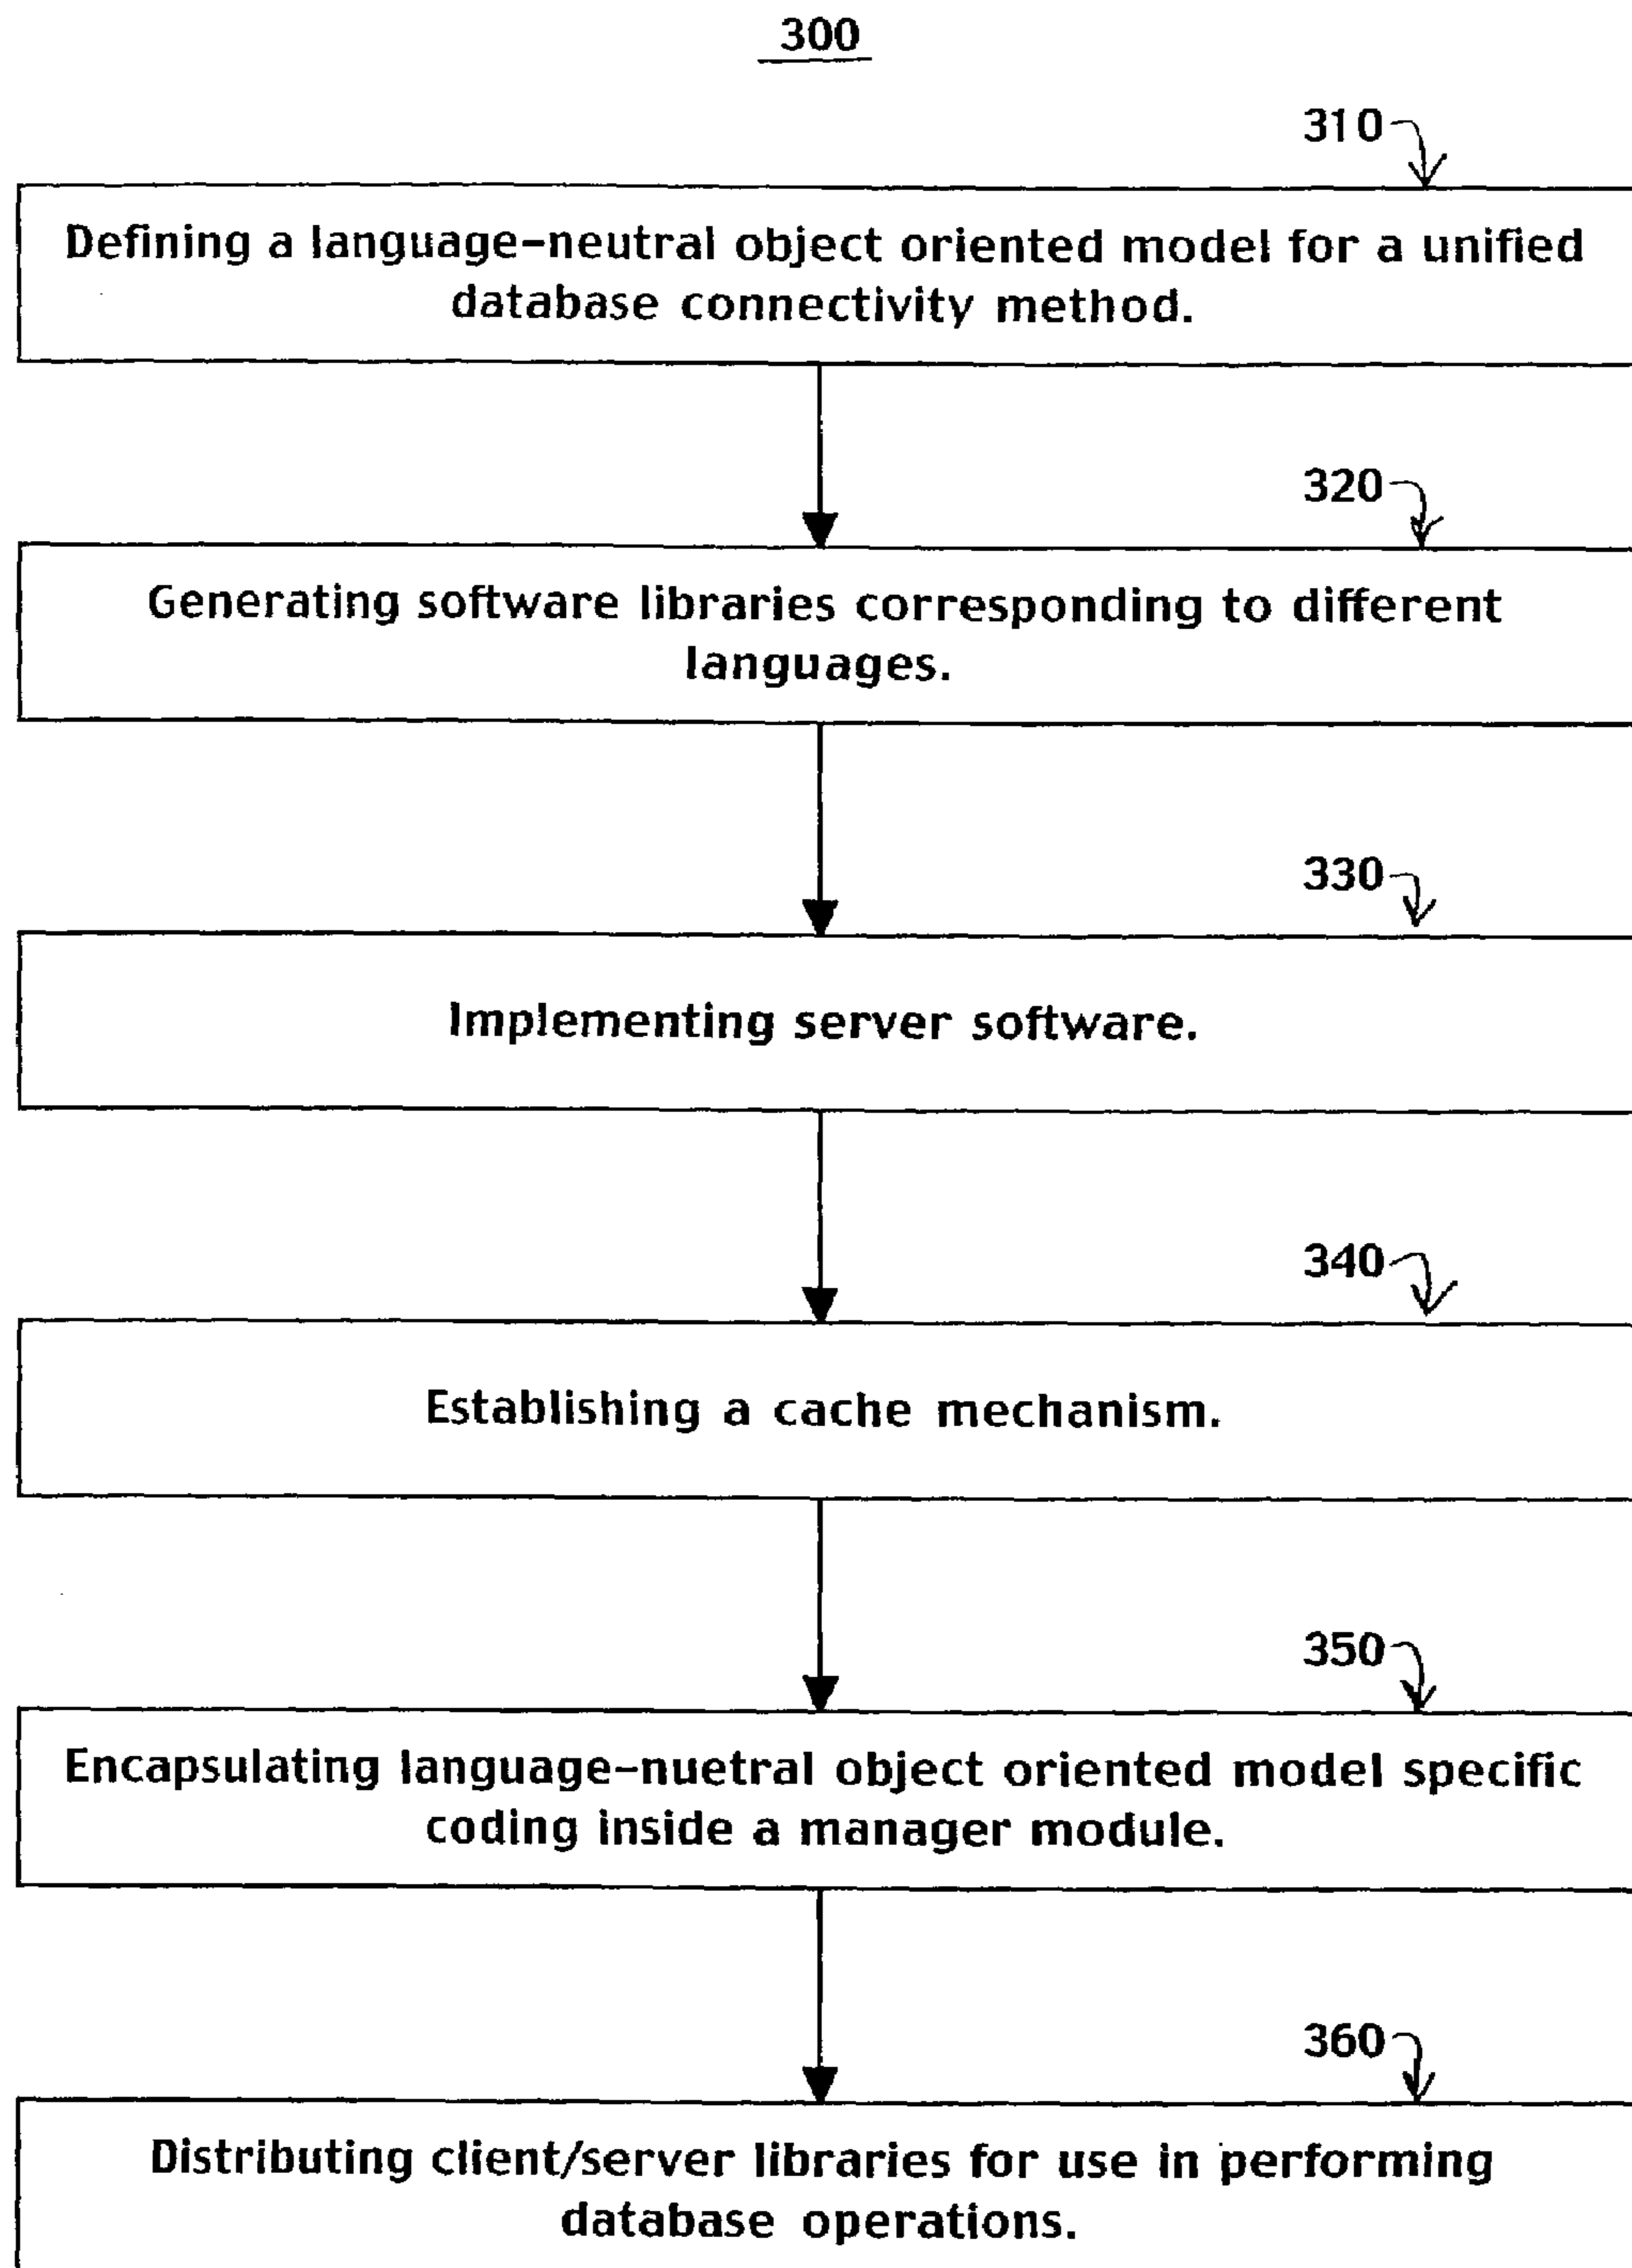 300
310
Defining a language-neutral object oriented model for a unified
database connectivity method.
320
Generating software libraries corresponding to different
languages.
330
Implementing server software.
340
Establishing a cache mechanism.
350
Encapsulating language-nuetral object oriented model specific
coding inside a manager module.
360
Distributing client/server libraries for use in performing
database operations.